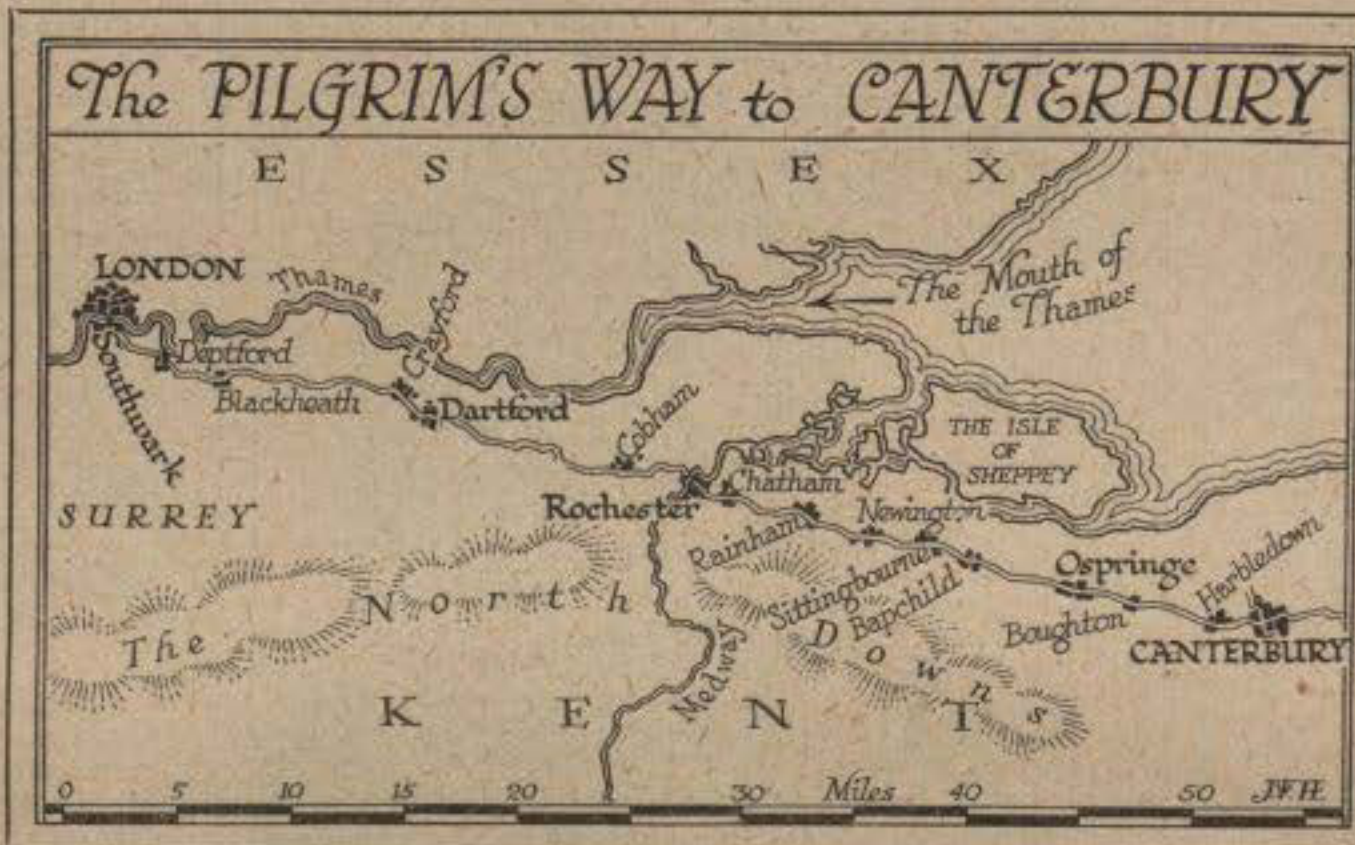 The PILGRIM'S WAY to CANTERBURY
ESSEX
LONDON
Thames
Crayford
The Mouth of
the Thames
Deptford
Southwark
Blackheath
Dartford
Cobham
THE ISLE
OF
SHEPPEY
Chatham
Rochester
SURREY
Newington
Rainham
Sittingbourne
Bapchild
Ospringe
Harbledown
Boughton
CANTERBURY
The North Downs
Medway
KENT
0 5 10 15 20 30 Miles 40 50 J.F.H.